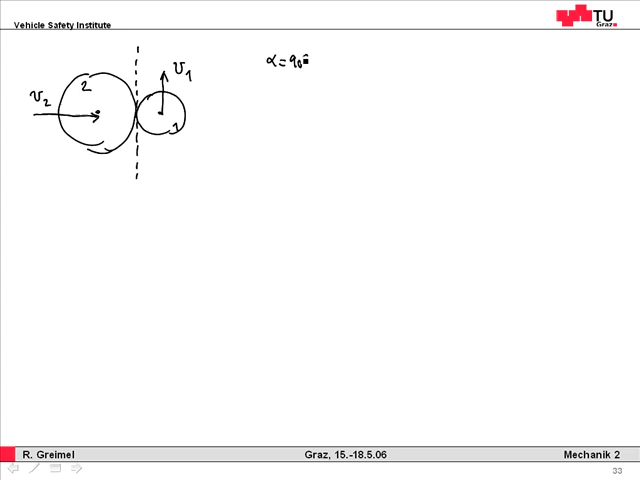 Vehicle Safety Institute
TU
Graz
α = 90°
v₁
2
v₂
1
R. Greimel
Graz, 15.-18.5.06
Mechanik 2
33